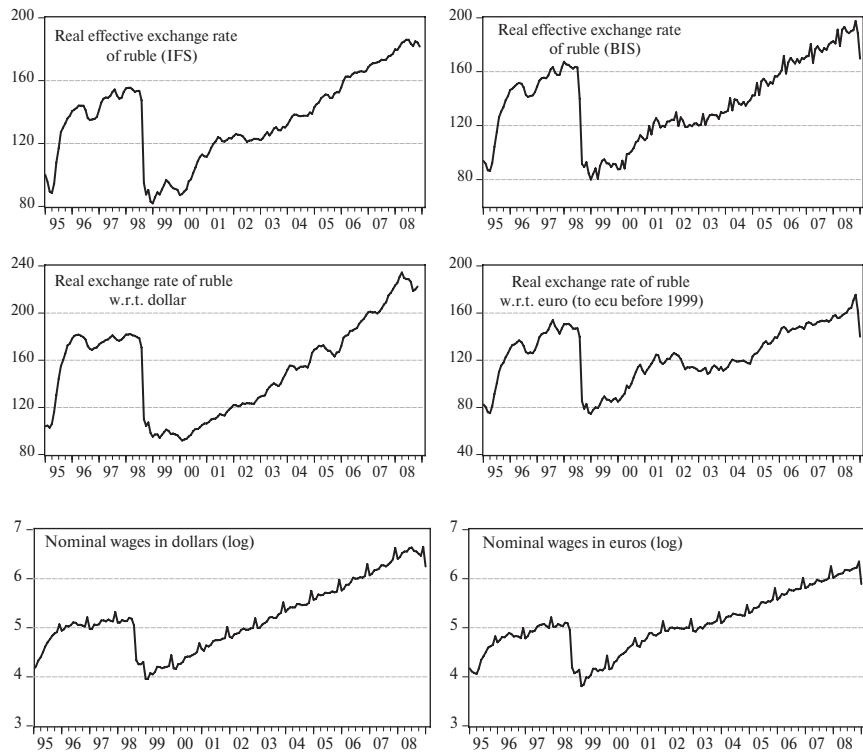 Real effective exchange rate
of ruble (IFS)
200
160
120
80
95 96 97 98 99 00 01 02 03 04 05 06 07 08
Real effective exchange rate
of ruble (BIS)
200
160
120
80
95 96 97 98 99 00 01 02 03 04 05 06 07 08
Real exchange rate of ruble
w.r.t. dollar
240
200
160
120
80
95 96 97 98 99 00 01 02 03 04 05 06 07 08
Real exchange rate of ruble
w.r.t. euro (to ecu before 1999)
200
160
120
80
40
95 96 97 98 99 00 01 02 03 04 05 06 07 08
Nominal wages in dollars (log)
7
6
5
4
3
95 96 97 98 99 00 01 02 03 04 05 06 07 08
Nominal wages in euros (log)
7
6
5
4
3
95 96 97 98 99 00 01 02 03 04 05 06 07 08